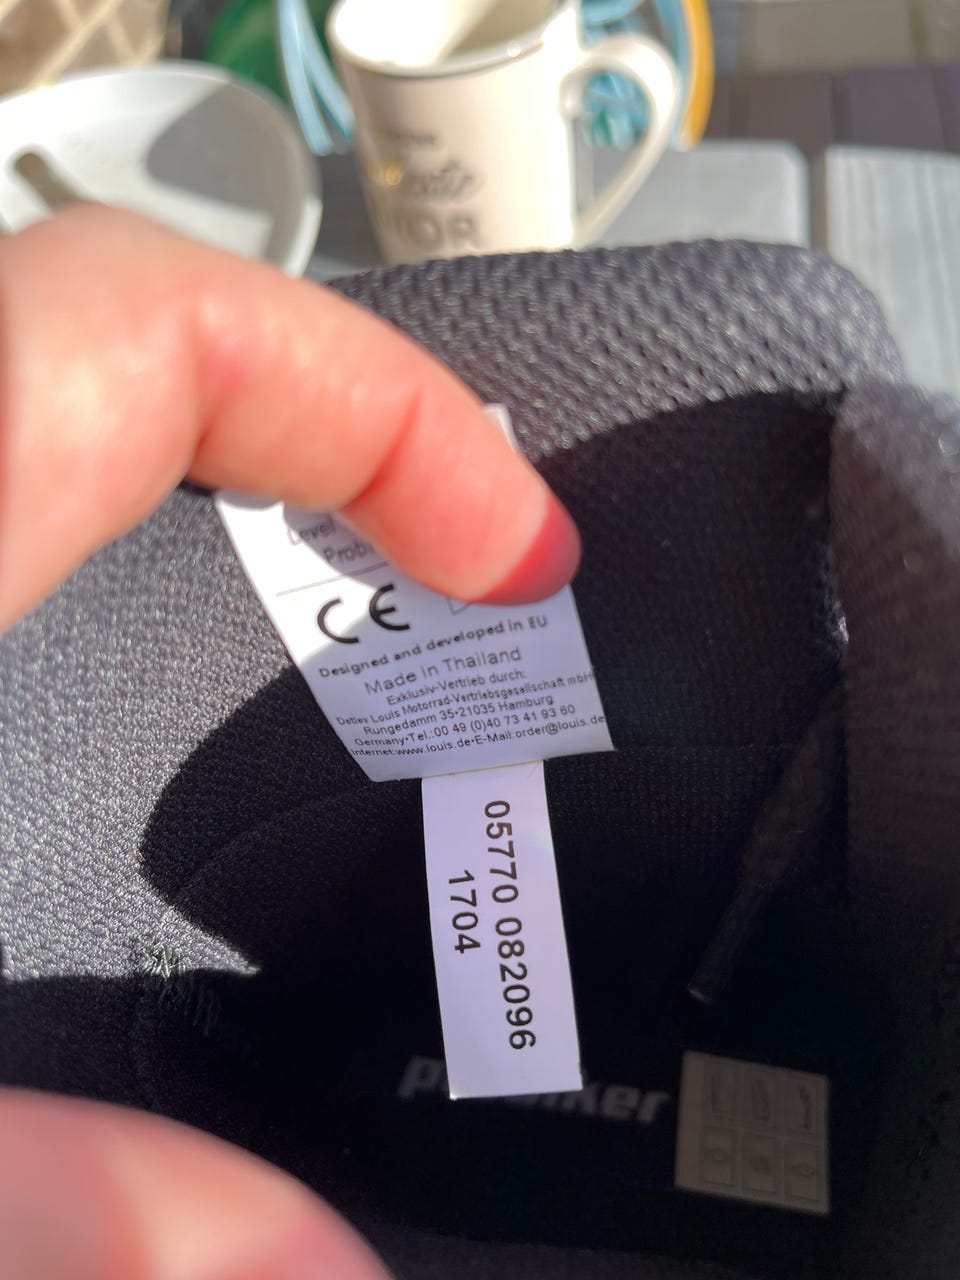 OR
Level
CE
Designed and developed in EU
Made in Thailand
Exklusiv-Vertrieb durch:
Detlev Louis Motorrad-Vertriebsgesellschaft mbH
Rungedamm 35•21035 Hamburg
Germany•Tel.:00 49 (0)40 73 41 93 60
Internet:www.louis.de•E-Mail:order@louis.de
05770 082096
1704